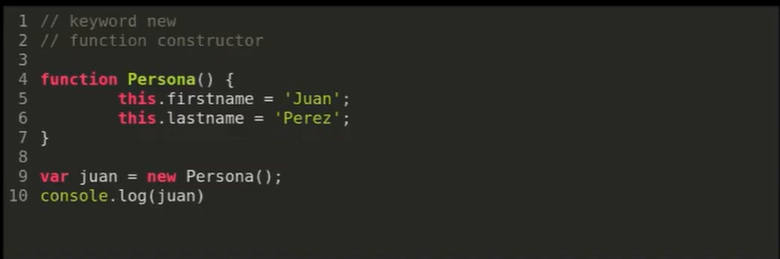 1 // keyword new
2 // function constructor
3
4 function Persona() {
5         this.firstname = 'Juan';
6         this.lastname = 'Perez';
7 }
8
9 var juan = new Persona();
10 console.log(juan)